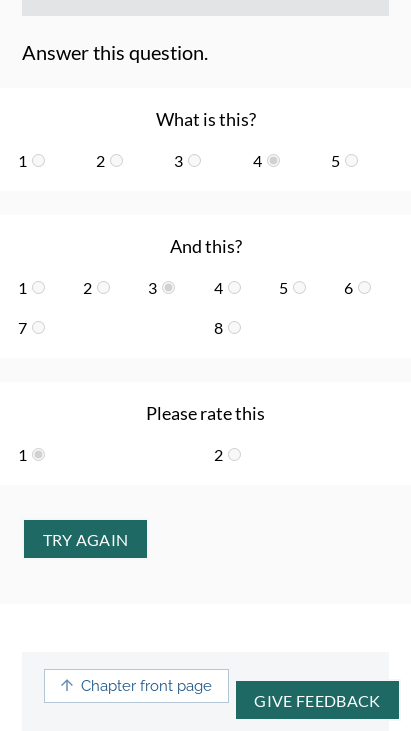 Answer this question.
What is this?
1 2 3 4 5
And this?
1 2 3 4 5 6
7 8
Please rate this
1 2
TRY AGAIN
Chapter front page
GIVE FEEDBACK